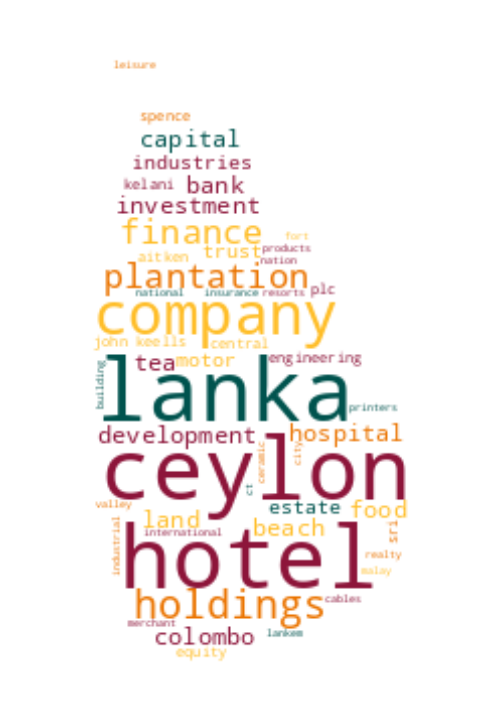 leisure
spence
capital
industries
kelani bank
investment
finance fort
trust products
aitken nation
plantation
national insurance resorts plc
company
john keells central
tea motor engineering
building
lanka
printers
development hospital
ceramic city
ceylon
ct
valley estate food
land beach sri
industrial international
hotel
realty
malay
holdings cables
merchant
colombo lankem
equity